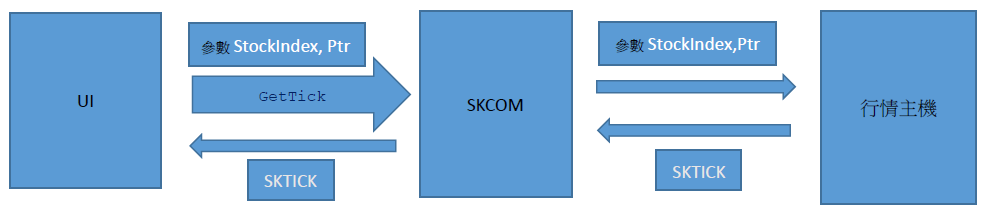 UI
參數 StockIndex, Ptr
GetTick
SKTICK
SKCOM
參數 StockIndex,Ptr
SKTICK
行情主機